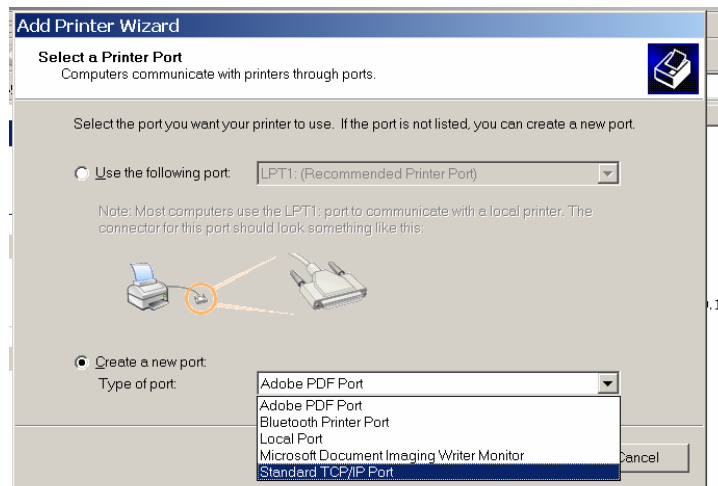 Add Printer Wizard
Select a Printer Port
Computers communicate with printers through ports.
Select the port you want your printer to use. If the port is not listed, you can create a new port.
Use the following port:
LPT1: (Recommended Printer Port)
Note: Most computers use the LPT1: port to communicate with a local printer. The
connector for this port should look something like this:
Create a new port:
Type of port:
Adobe PDF Port
Adobe PDF Port
Bluetooth Printer Port
Local Port
Microsoft Document Imaging Writer Monitor
Standard TCP/IP Port
Cancel